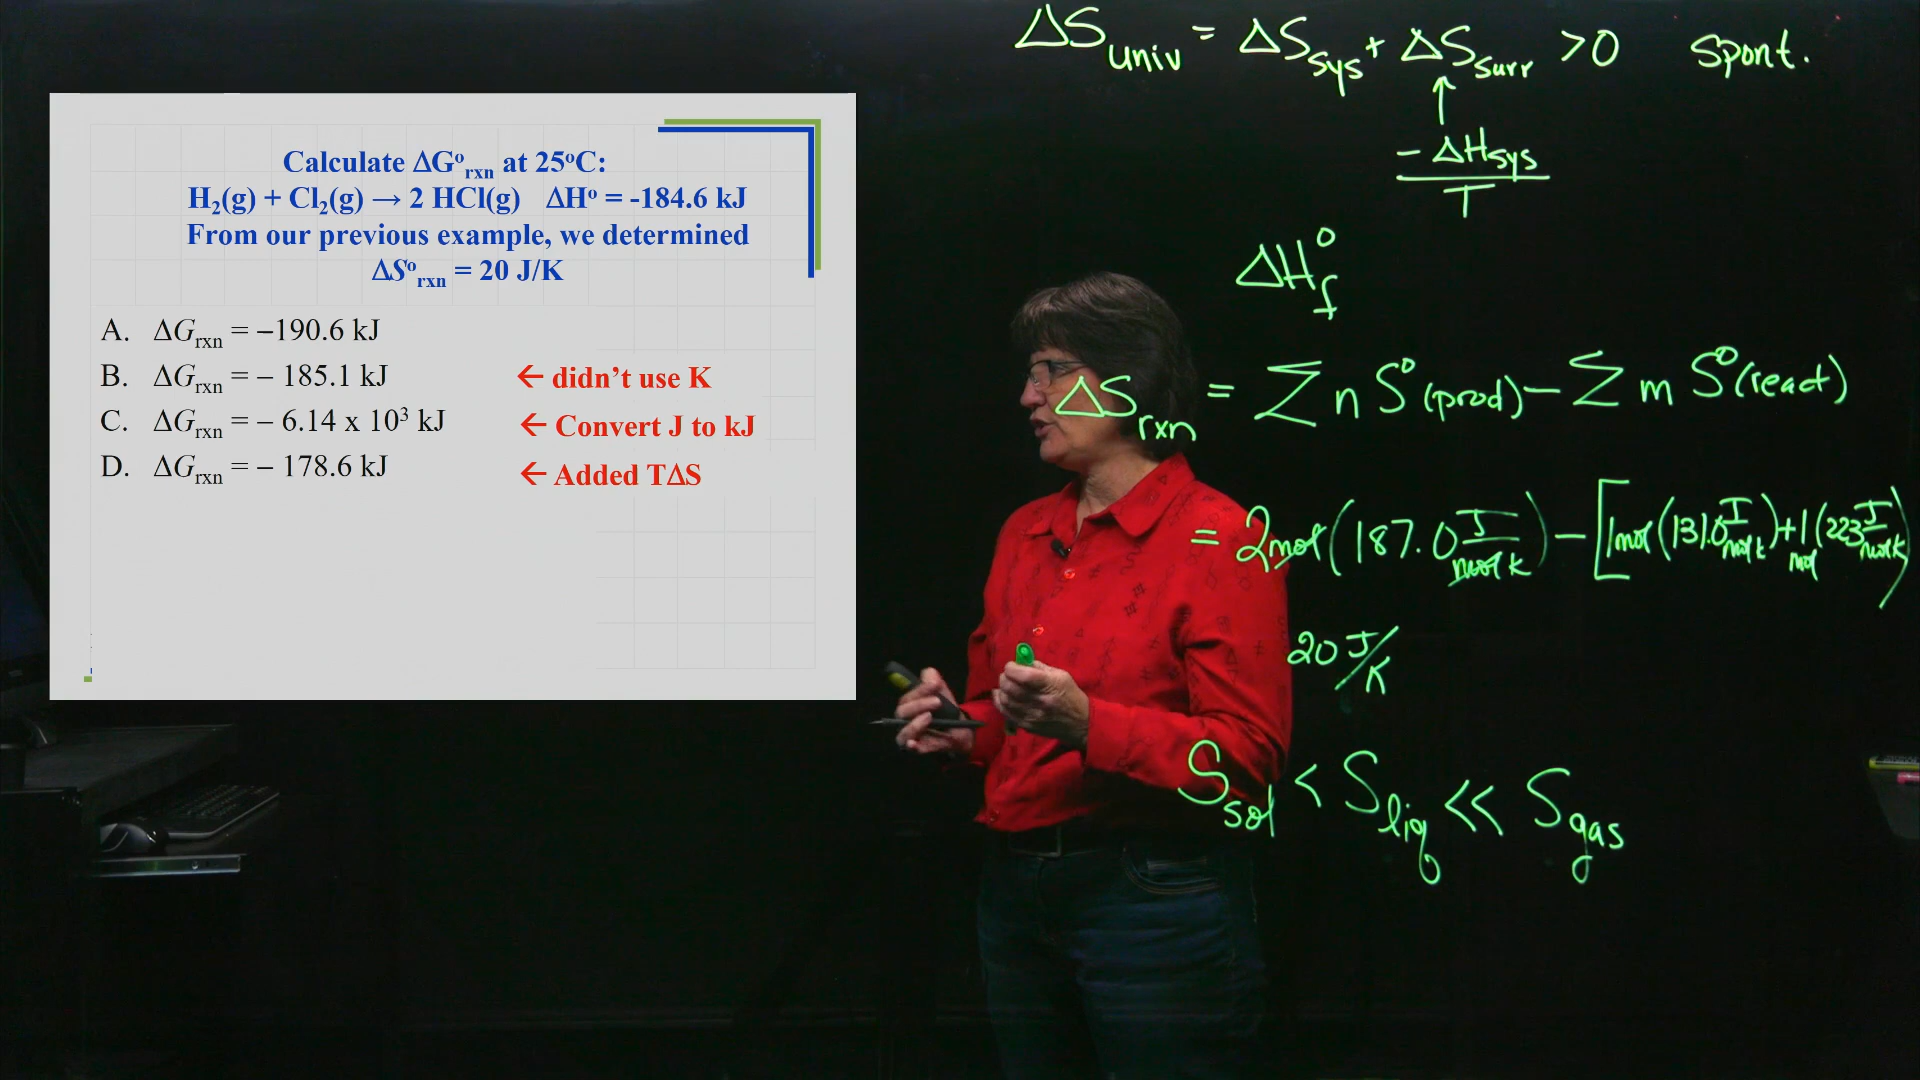 Calculate ΔG°rxn at 25°C:
H₂(g) + Cl₂(g) → 2 HCl(g) ΔH° = -184.6 kJ
From our previous example, we determined
ΔS°rxn = 20 J/K
A. ΔGrxn = –190.6 kJ
B. ΔGrxn = – 185.1 kJ ← didn't use K
C. ΔGrxn = – 6.14 x 10³ kJ ← Convert J to kJ
D. ΔGrxn = – 178.6 kJ ← Added TΔS
ΔSuniv = ΔSsys + ΔSsurr >0 spont.
↑
- ΔHsys
T
ΔH°f
ΔSrxn = Σ n S°(prod) - Σ m S°(react)
= 2mol (187.0 J/mol K) - [1mol (131.0 J/mol K) + 1 mol (223 J/mol K)
20 J/K
Ssol < Sliq << Sgas